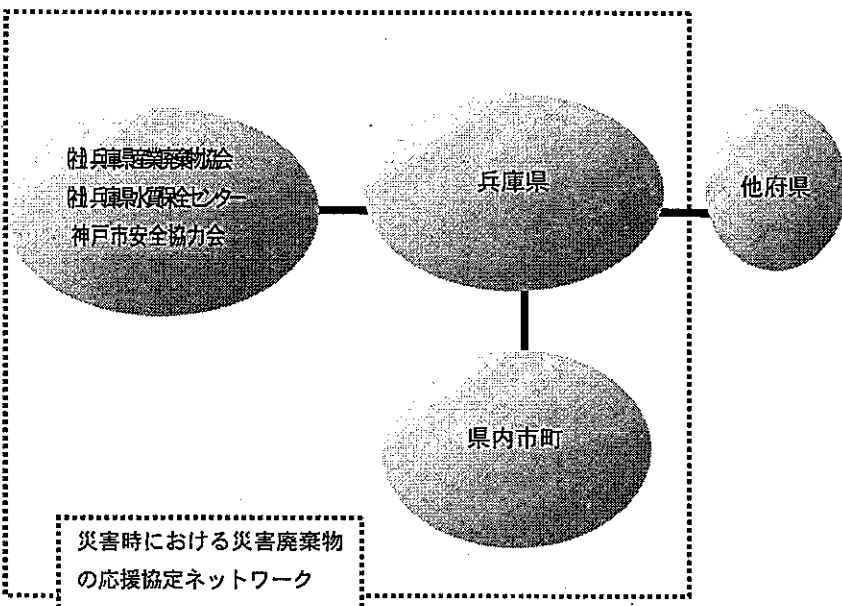 (社)兵庫県産業廃棄物協会
(社)兵庫県水質保全センター
神戸市安全協力会
兵庫県
他府県
県内市町
災害時における災害廃棄物
の応援協定ネットワーク